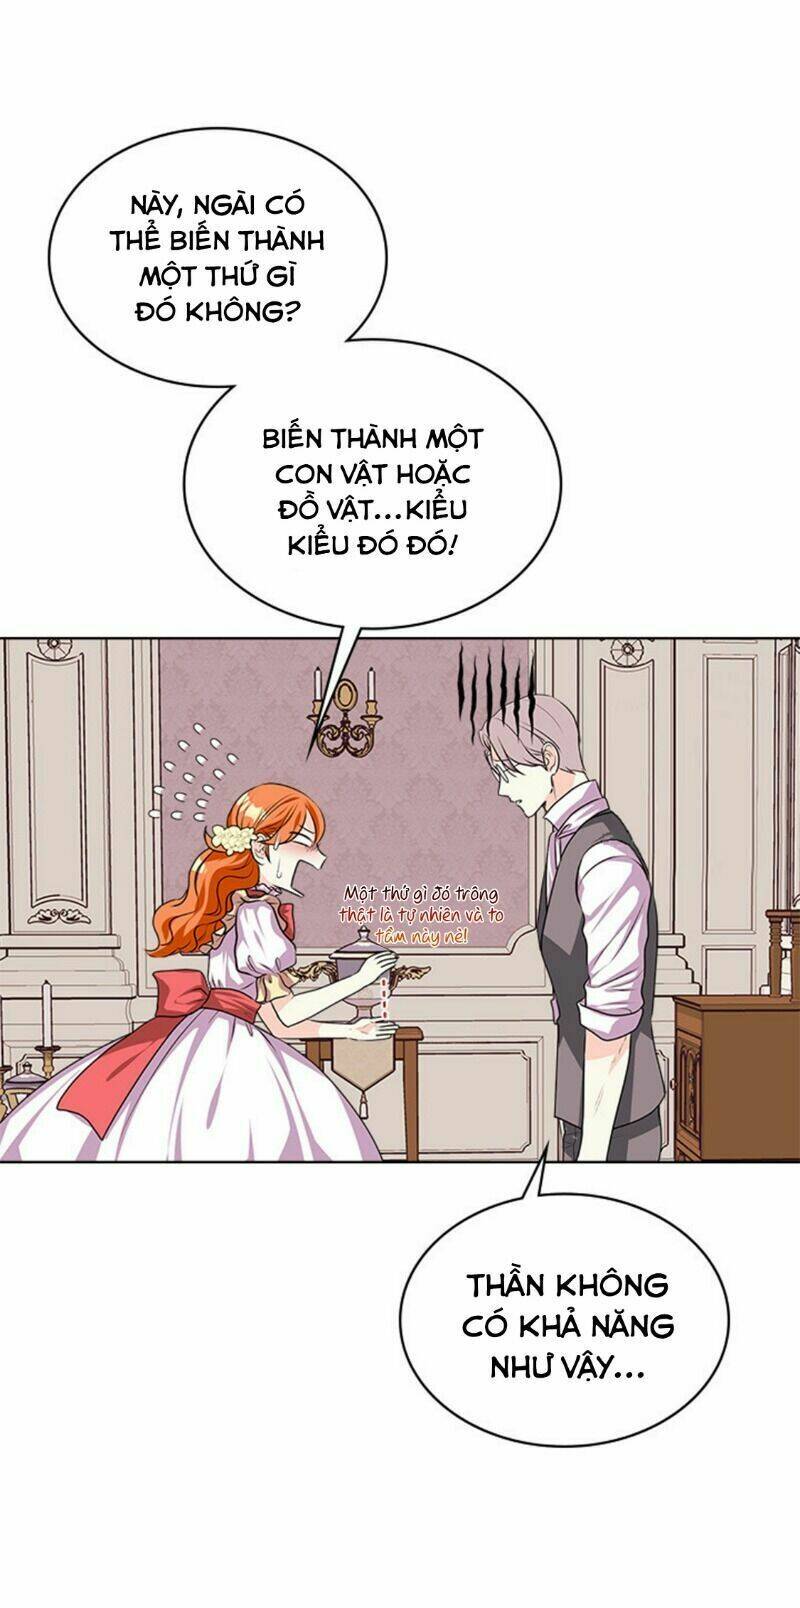 NÀY, NGÀI CÓ
THỂ BIẾN THÀNH
MỘT THỨ GÌ
ĐÓ KHÔNG?
BIẾN THÀNH MỘT
CON VẬT HOẶC
ĐỒ VẬT...KIỂU
KIỂU ĐÓ ĐÓ!
Một thứ gì đó trông
thật là tự nhiên và to
tầm này nè!
THẦN KHÔNG
CÓ KHẢ NĂNG
NHƯ VẬY...